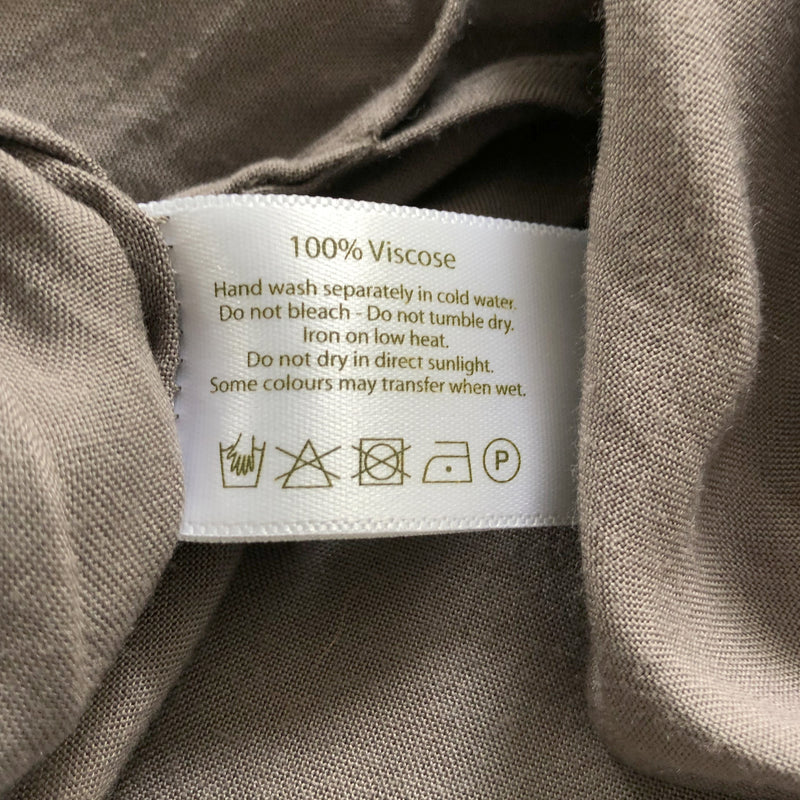 100% Viscose
Hand wash separately in cold water.
Do not bleach - Do not tumble dry.
Iron on low heat.
Do not dry in direct sunlight.
Some colours may transfer when wet.
P